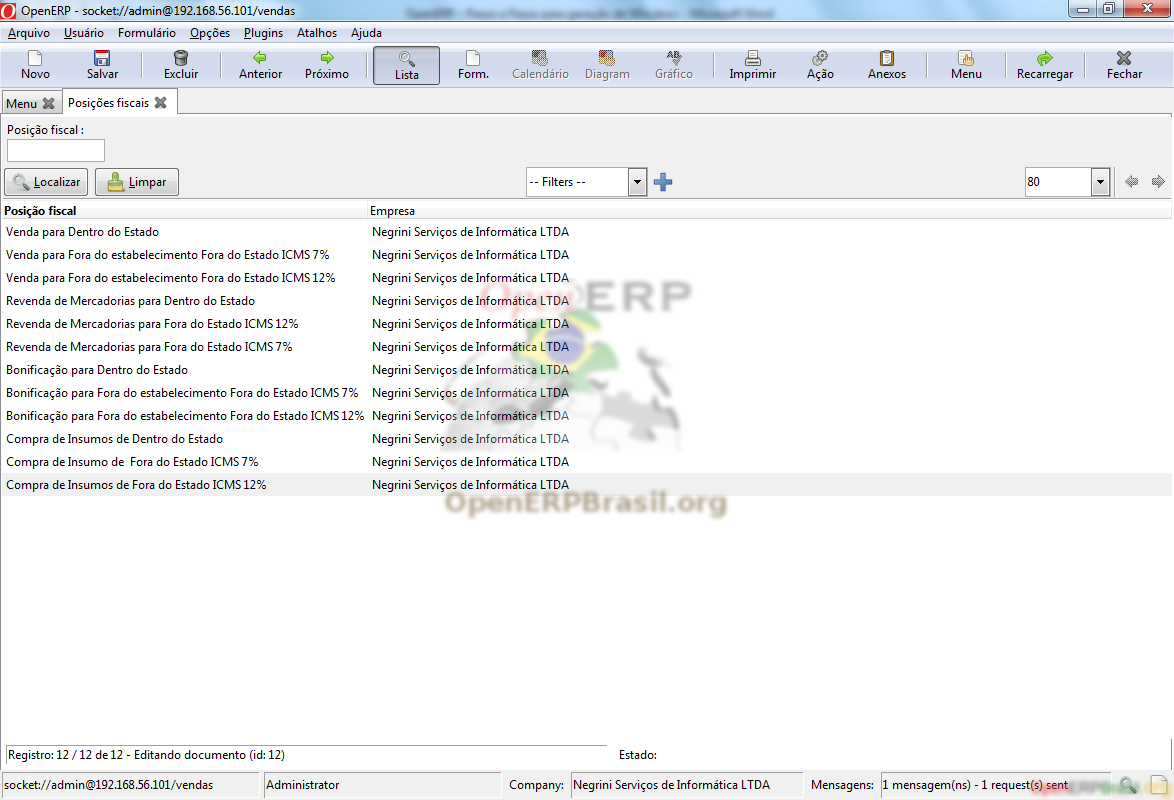 OpenERP - socket://admin@192.168.56.101/vendas
Arquivo Usuário Formulário Opções Plugins Atalhos Ajuda
Novo Salvar Excluir Anterior Próximo Lista Form. Calendário Diagram Gráfico Imprimir Ação Anexos Menu Recarregar Fechar
Menu Posições fiscais
Posição fiscal :
Localizar Limpar -- Filters -- 80
Posição fiscal Empresa
Venda para Dentro do Estado Negrini Serviços de Informática LTDA
Venda para Fora do estabelecimento Fora do Estado ICMS 7% Negrini Serviços de Informática LTDA
Venda para Fora do estabelecimento Fora do Estado ICMS 12% Negrini Serviços de Informática LTDA
Revenda de Mercadorias para Dentro do Estado Negrini Serviços de Informática LTDA
Revenda de Mercadorias para Fora do Estado ICMS 12% Negrini Serviços de Informática LTDA
Revenda de Mercadorias para Fora do Estado ICMS 7% Negrini Serviços de Informática LTDA
Bonificação para Dentro do Estado Negrini Serviços de Informática LTDA
Bonificação para Fora do estabelecimento Fora do Estado ICMS 7% Negrini Serviços de Informática LTDA
Bonificação para Fora do estabelecimento Fora do Estado ICMS 12% Negrini Serviços de Informática LTDA
Compra de Insumos de Dentro do Estado Negrini Serviços de Informática LTDA
Compra de Insumo de Fora do Estado ICMS 7% Negrini Serviços de Informática LTDA
Compra de Insumos de Fora do Estado ICMS 12% Negrini Serviços de Informática LTDA
OpenERP
OpenERPBrasil.org
Registro: 12 / 12 de 12 - Editando documento (id: 12) Estado:
socket://admin@192.168.56.101/vendas Administrator Company: Negrini Serviços de Informática LTDA Mensagens: 1 mensagem(ns) - 1 request(s) sent